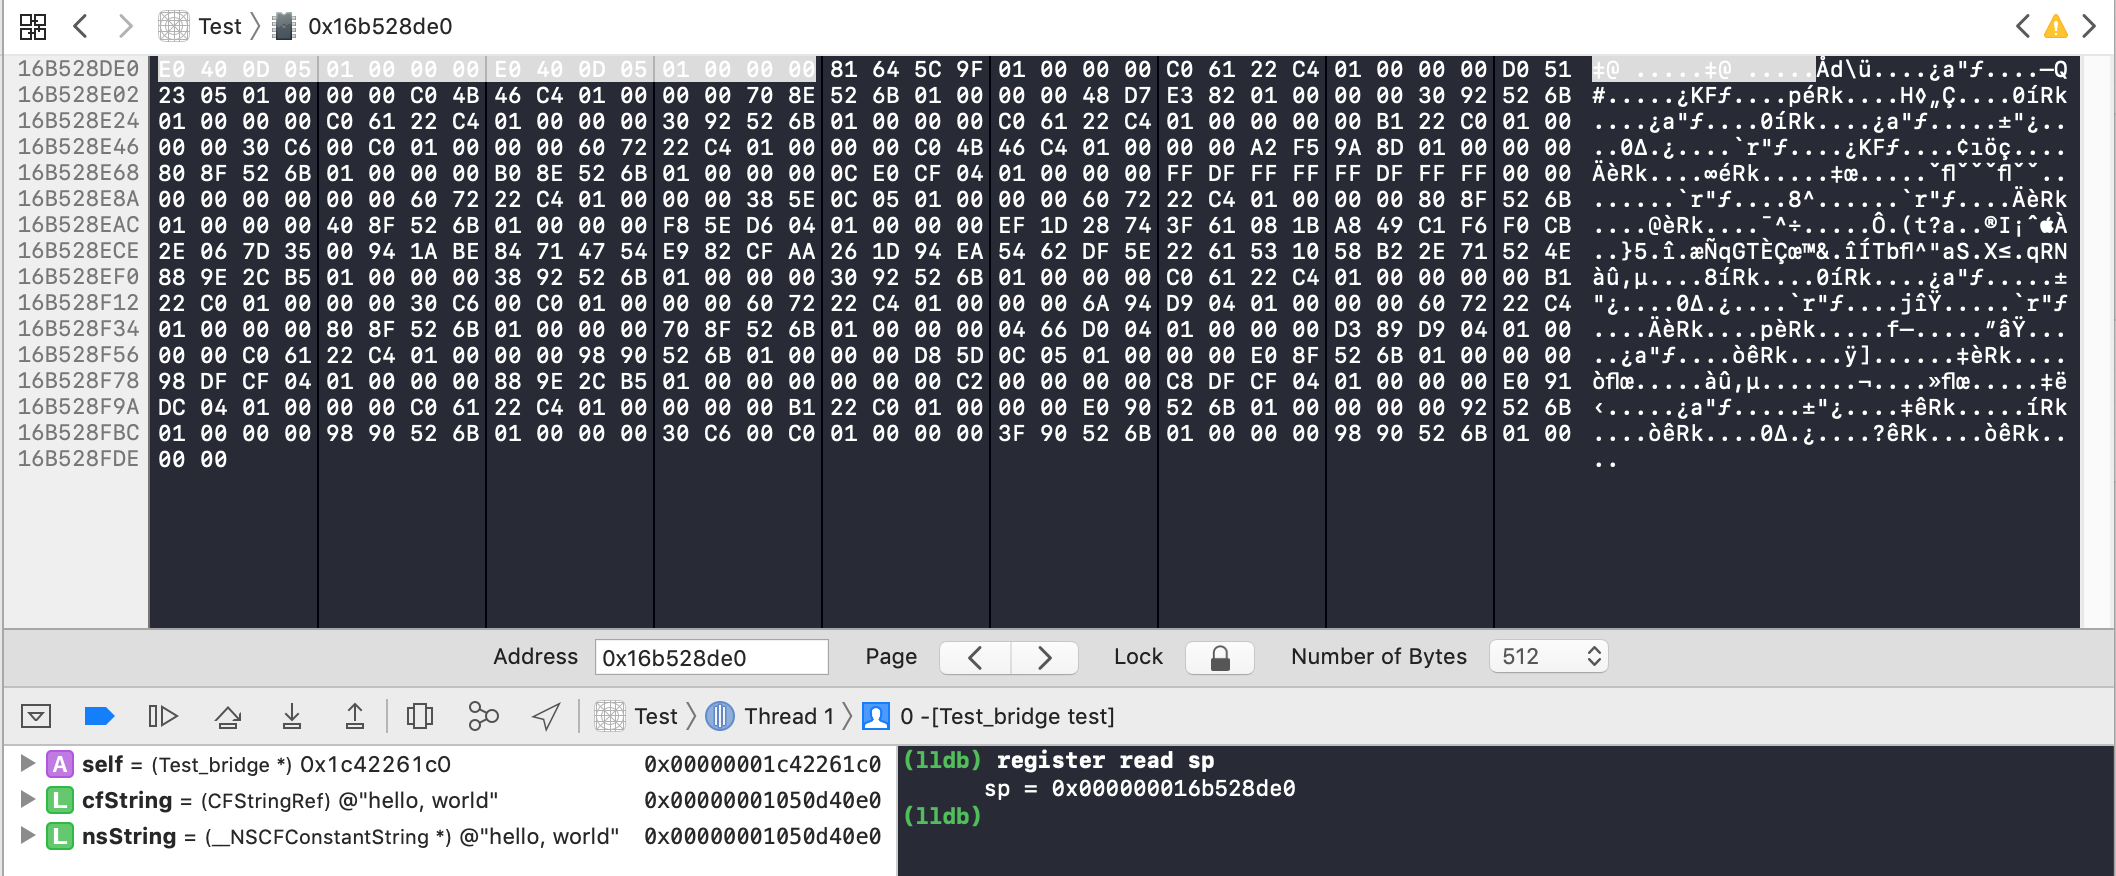 Test 0x16b528de0
16B528DE0 E0 40 0D 05 01 00 00 00 E0 40 0D 05 01 00 00 00 81 64 5C 9F 01 00 00 00 C0 61 22 C4 01 00 00 00 D0 51 ‡@ .....‡@ .....Åd\ü....¿a"ƒ....—Q
16B528E02 23 05 01 00 00 00 C0 4B 46 C4 01 00 00 00 70 8E 52 6B 01 00 00 00 48 D7 E3 82 01 00 00 00 30 92 52 6B #.....¿KFƒ....péRk....H◊„Ç....0íRk
16B528E24 01 00 00 00 C0 61 22 C4 01 00 00 00 30 92 52 6B 01 00 00 00 C0 61 22 C4 01 00 00 00 00 B1 22 C0 01 00 ....¿a"ƒ....0íRk....¿a"ƒ.....±"¿..
16B528E46 00 00 30 C6 00 C0 01 00 00 00 60 72 22 C4 01 00 00 00 C0 4B 46 C4 01 00 00 00 A2 F5 9A 8D 01 00 00 00 ..0∆.¿....`r"ƒ....¿KFƒ....¢ıöç....
16B528E68 80 8F 52 6B 01 00 00 00 B0 8E 52 6B 01 00 00 00 0C E0 CF 04 01 00 00 00 FF DF FF FF FF DF FF FF 00 00 ÄèRk....∞éRk.....‡œ.....ˇﬂˇˇˇﬂˇˇ..
16B528E8A 00 00 00 00 00 00 60 72 22 C4 01 00 00 00 38 5E 0C 05 01 00 00 00 60 72 22 C4 01 00 00 00 80 8F 52 6B ......`r"ƒ....8^......`r"ƒ....ÄèRk
16B528EAC 01 00 00 00 40 8F 52 6B 01 00 00 00 F8 5E D6 04 01 00 00 00 EF 1D 28 74 3F 61 08 1B A8 49 C1 F6 F0 CB ....@èRk....¯^÷.....Ô.(t?a..®I¡ˆÀ
16B528ECE 2E 06 7D 35 00 94 1A BE 84 71 47 54 E9 82 CF AA 26 1D 94 EA 54 62 DF 5E 22 61 53 10 58 B2 2E 71 52 4E ..}5.î.æÑqGTÈÇœ™&.îÍTbﬂ^"aS.X≤.qRN
16B528EF0 88 9E 2C B5 01 00 00 00 38 92 52 6B 01 00 00 00 30 92 52 6B 01 00 00 00 C0 61 22 C4 01 00 00 00 00 B1 àû,µ....8íRk....0íRk....¿a"ƒ.....±
16B528F12 22 C0 01 00 00 00 30 C6 00 C0 01 00 00 00 60 72 22 C4 01 00 00 00 6A 94 D9 04 01 00 00 00 60 72 22 C4 "¿....0∆.¿....`r"ƒ....jîŸ.....`r"ƒ
16B528F34 01 00 00 00 80 8F 52 6B 01 00 00 00 70 8F 52 6B 01 00 00 00 04 66 D0 04 01 00 00 00 D3 89 D9 04 01 00 ....ÄèRk....pèRk.....f–.....”âŸ...
16B528F56 00 00 C0 61 22 C4 01 00 00 00 98 90 52 6B 01 00 00 00 D8 5D 0C 05 01 00 00 00 E0 8F 52 6B 01 00 00 00 ..¿a"ƒ....òêRk....ÿ]......‡èRk....
16B528F78 98 DF CF 04 01 00 00 00 88 9E 2C B5 01 00 00 00 00 00 00 C2 00 00 00 00 C8 DF CF 04 01 00 00 00 E0 91 òﬂœ.....àû,µ.......¬....»ﬂœ.....‡ë
16B528F9A DC 04 01 00 00 00 C0 61 22 C4 01 00 00 00 00 B1 22 C0 01 00 00 00 E0 90 52 6B 01 00 00 00 00 92 52 6B ‹.....¿a"ƒ.....±"¿....‡êRk.....íRk
16B528FBC 01 00 00 00 98 90 52 6B 01 00 00 00 30 C6 00 C0 01 00 00 00 3F 90 52 6B 01 00 00 00 98 90 52 6B 01 00 ....òêRk....0∆.¿....?êRk....òêRk..
16B528FDE 00 00 ..
Address 0x16b528de0 Page Lock Number of Bytes 512
Test Thread 1 0 -[Test_bridge test]
A self = (Test_bridge *) 0x1c42261c0 0x00000001c42261c0
L cfString = (CFStringRef) @"hello, world" 0x00000001050d40e0
L nsString = (__NSCFConstantString *) @"hello, world" 0x00000001050d40e0
(lldb) register read sp
sp = 0x000000016b528de0
(lldb)